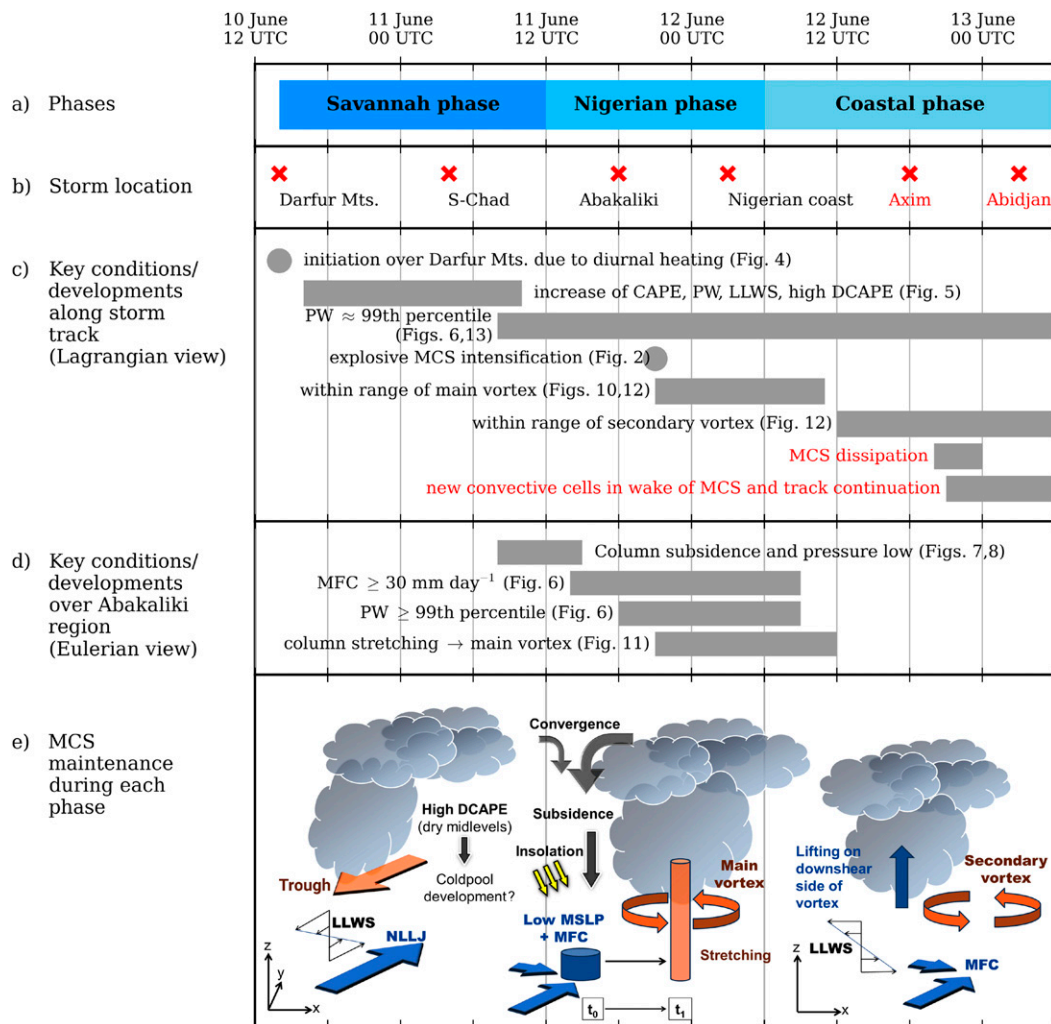 10 June
12 UTC
11 June
00 UTC
11 June
12 UTC
12 June
00 UTC
12 June
12 UTC
13 June
00 UTC
a) Phases
Savannah phase
Nigerian phase
Coastal phase
b) Storm location
Darfur Mts.
S-Chad
Abakaliki
Nigerian coast
Axim
Abidjan
c) Key conditions/
developments
along storm
track
(Lagrangian view)
initiation over Darfur Mts. due to diurnal heating (Fig. 4)
increase of CAPE, PW, LLWS, high DCAPE (Fig. 5)
PW ≈ 99th percentile
(Figs. 6,13)
explosive MCS intensification (Fig. 2)
within range of main vortex (Figs. 10,12)
within range of secondary vortex (Fig. 12)
MCS dissipation
new convective cells in wake of MCS and track continuation
d) Key conditions/
developments
over Abakaliki
region
(Eulerian view)
Column subsidence and pressure low (Figs. 7,8)
MFC ≥ 30 mm day⁻¹ (Fig. 6)
PW ≥ 99th percentile (Fig. 6)
column stretching → main vortex (Fig. 11)
e) MCS
maintenance
during each
phase
High DCAPE
(dry midlevels)
Coldpool
development?
Trough
LLWS
NLLJ
z
y
x
Convergence
Subsidence
Insolation
Low MSLP
+ MFC
Main
vortex
Stretching
t₀
t₁
Lifting on
downshear
side of
vortex
Secondary
vortex
LLWS
MFC
z
x